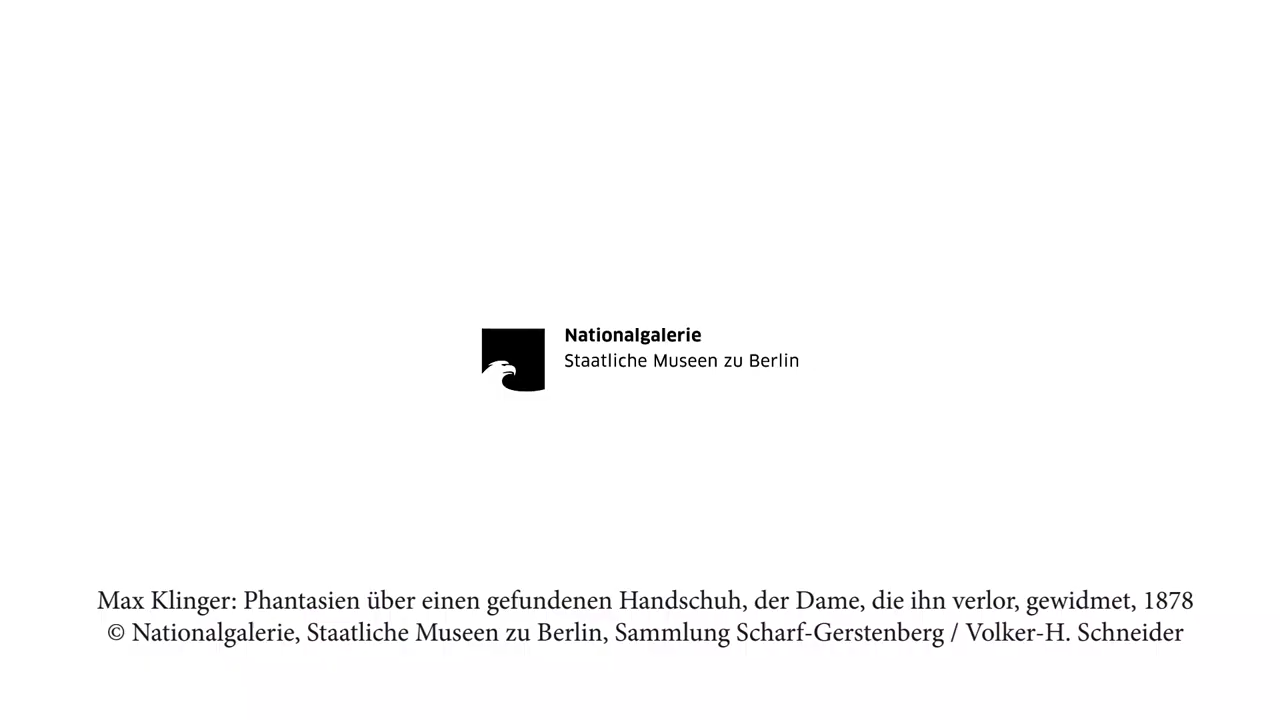 Nationalgalerie
Staatliche Museen zu Berlin
Max Klinger: Phantasien über einen gefundenen Handschuh, der Dame, die ihn verlor, gewidmet, 1878
© Nationalgalerie, Staatliche Museen zu Berlin, Sammlung Scharf-Gerstenberg / Volker-H. Schneider